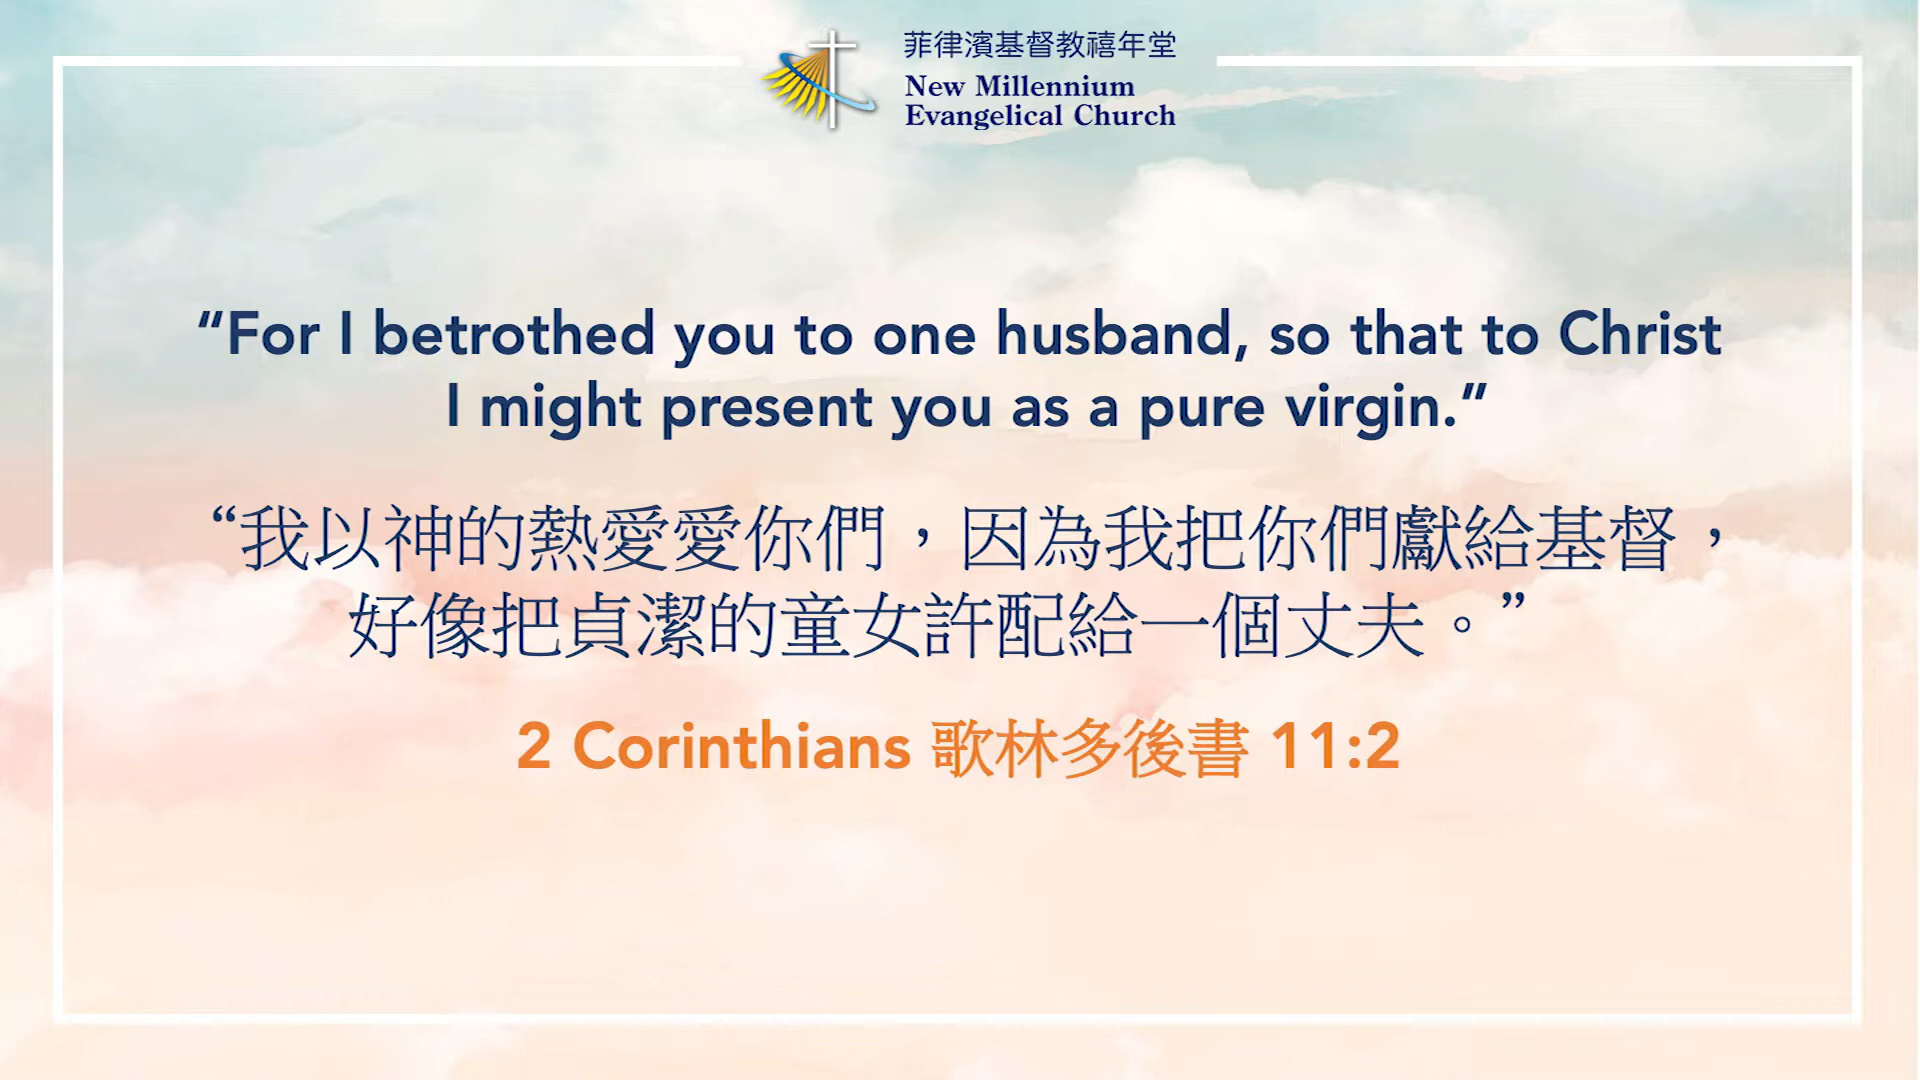 菲律濱基督教禧年堂
New Millennium
Evangelical Church
“For I betrothed you to one husband, so that to Christ
I might present you as a pure virgin.”
“我以神的熱愛愛你們，因為我把你們獻給基督，
好像把貞潔的童女許配給一個丈夫。”
2 Corinthians 歌林多後書 11:2